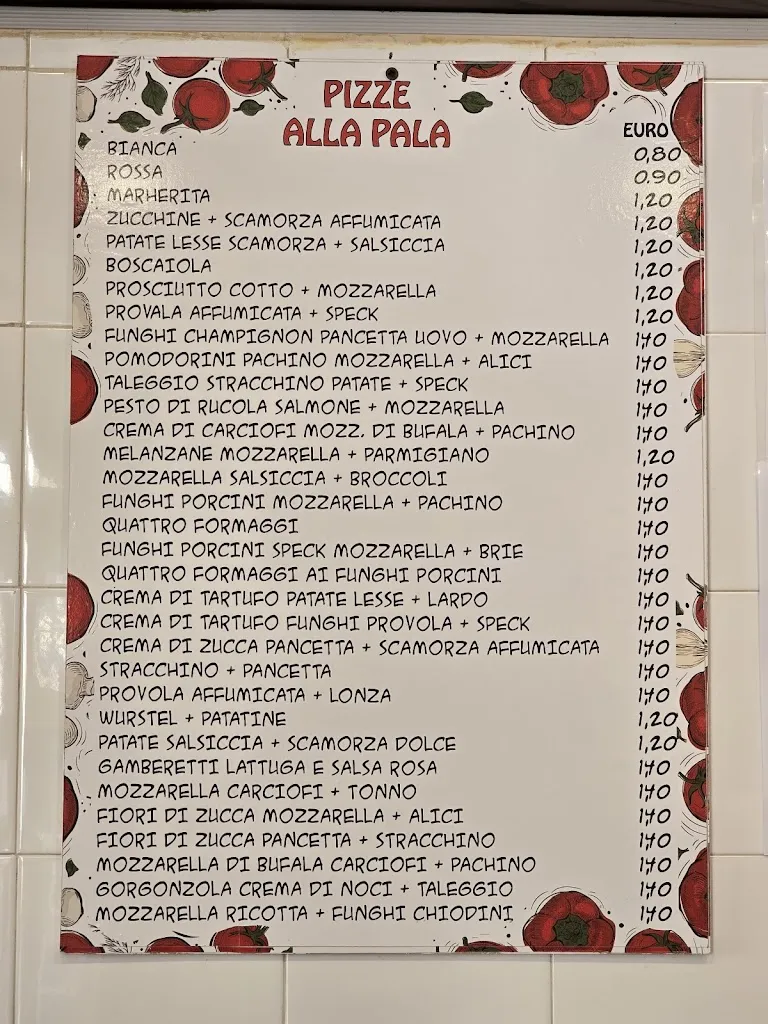 PIZZE
ALLA PALA
EURO
BIANCA 0,80
ROSSA 0.90
MARHERITA 1,20
ZUCCHINE + SCAMORZA AFFUMICATA 1,20
PATATE LESSE SCAMORZA + SALSICCIA 1,20
BOSCAIOLA 1,20
PROSCIUTTO COTTO + MOZZARELLA 1,20
PROVALA AFFUMICATA + SPECK 1,20
FUNGHI CHAMPIGNON PANCETTA UOVO + MOZZARELLA 1,40
POMODORINI PACHINO MOZZARELLA + ALICI 1,40
TALEGGIO STRACCHINO PATATE + SPECK 1,40
PESTO DI RUCOLA SALMONE + MOZZARELLA 1,40
CREMA DI CARCIOFI MOZZ. DI BUFALA + PACHINO 1,40
MELANZANE MOZZARELLA + PARMIGIANO 1,20
MOZZARELLA SALSICCIA + BROCCOLI 1,40
FUNGHI PORCINI MOZZARELLA + PACHINO 1,40
QUATTRO FORMAGGI 1,40
FUNGHI PORCINI SPECK MOZZARELLA + BRIE 1,40
QUATTRO FORMAGGI AI FUNGHI PORCINI 1,40
CREMA DI TARTUFO PATATE LESSE + LARDO 1,40
CREMA DI TARTUFO FUNGHI PROVOLA + SPECK 1,40
CREMA DI ZUCCA PANCETTA + SCAMORZA AFFUMICATA 1,40
STRACCHINO + PANCETTA 1,40
PROVOLA AFFUMICATA + LONZA 1,40
WURSTEL + PATATINE 1,20
PATATE SALSICCIA + SCAMORZA DOLCE 1,20
GAMBERETTI LATTUGA E SALSA ROSA 1,40
MOZZARELLA CARCIOFI + TONNO 1,40
FIORI DI ZUCCA MOZZARELLA + ALICI 1,40
FIORI DI ZUCCA PANCETTA + STRACCHINO 1,40
MOZZARELLA DI BUFALA CARCIOFI + PACHINO 1,40
GORGONZOLA CREMA DI NOCI + TALEGGIO 1,40
MOZZARELLA RICOTTA + FUNGHI CHIODINI 1,40